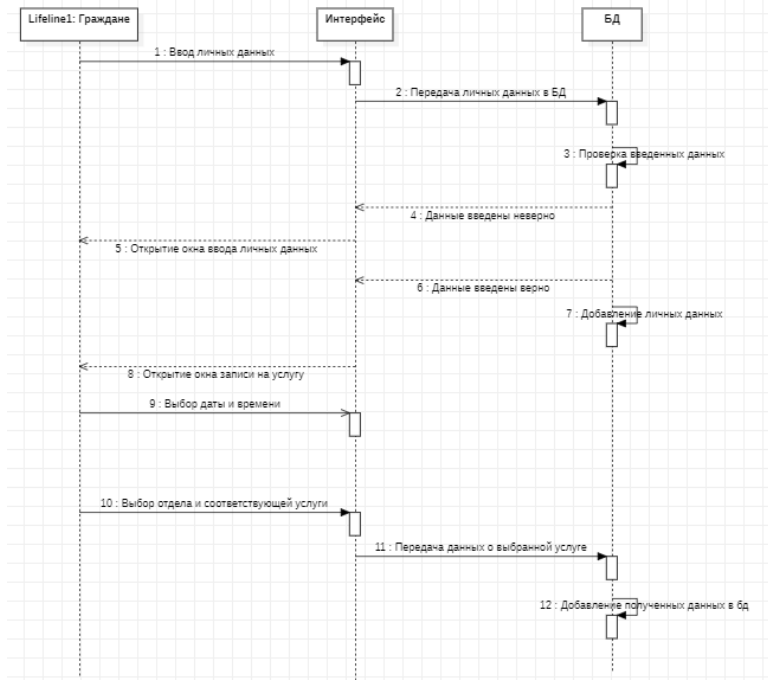 Lifeline1: Граждане
Интерфейс
БД
1 : Ввод личных данных
2 : Передача личных данных в БД
3 : Проверка введенных данных
4 : Данные введены неверно
5 : Открытие окна ввода личных данных
6 : Данные введены верно
7 : Добавление личных данных
8 : Открытие окна записи на услугу
9 : Выбор даты и времени
10 : Выбор отдела и соответствующей услуги
11 : Передача данных о выбранной услуге
12 : Добавление полученных данных в бд